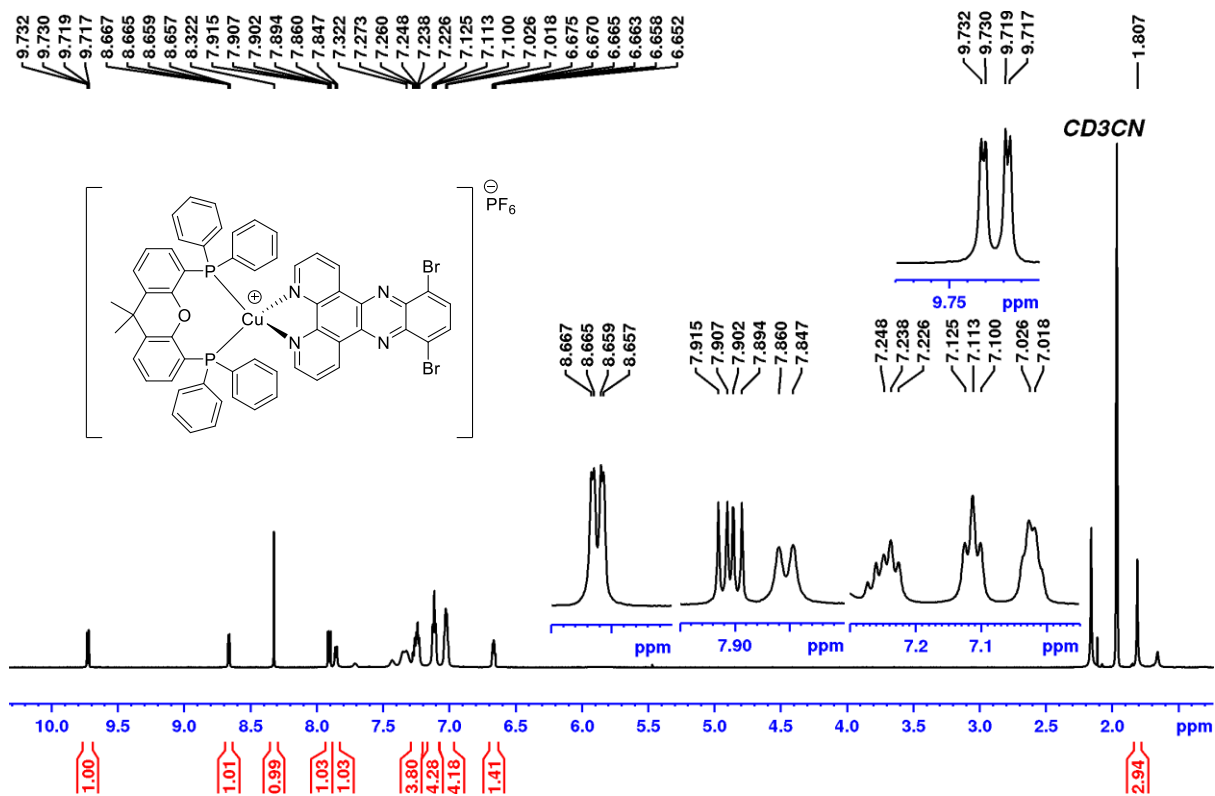 9.732 9.730 9.719 9.717 8.667 8.665 8.659 8.657 8.322 7.915 7.907 7.902 7.894 7.860 7.847 7.322 7.273 7.260 7.248 7.238 7.226 7.125 7.113 7.100 7.026 7.018 6.675 6.670 6.665 6.663 6.658 6.652
9.732 9.730 9.719 9.717
1.807
CD3CN
⊖
PF6
P
Br
N
N
⊕
Cu
O
N
N
P
Br
9.75 ppm
8.667 8.665 8.659 8.657
7.915 7.907 7.902 7.894 7.860 7.847
7.248 7.238 7.226 7.125 7.113 7.100 7.026 7.018
ppm
7.90 ppm
7.2 7.1 ppm
10.0 9.5 9.0 8.5 8.0 7.5 7.0 6.5 6.0 5.5 5.0 4.5 4.0 3.5 3.0 2.5 2.0 ppm
1.00 1.01 0.99 1.03 1.03 3.80 4.28 4.18 1.41 2.94